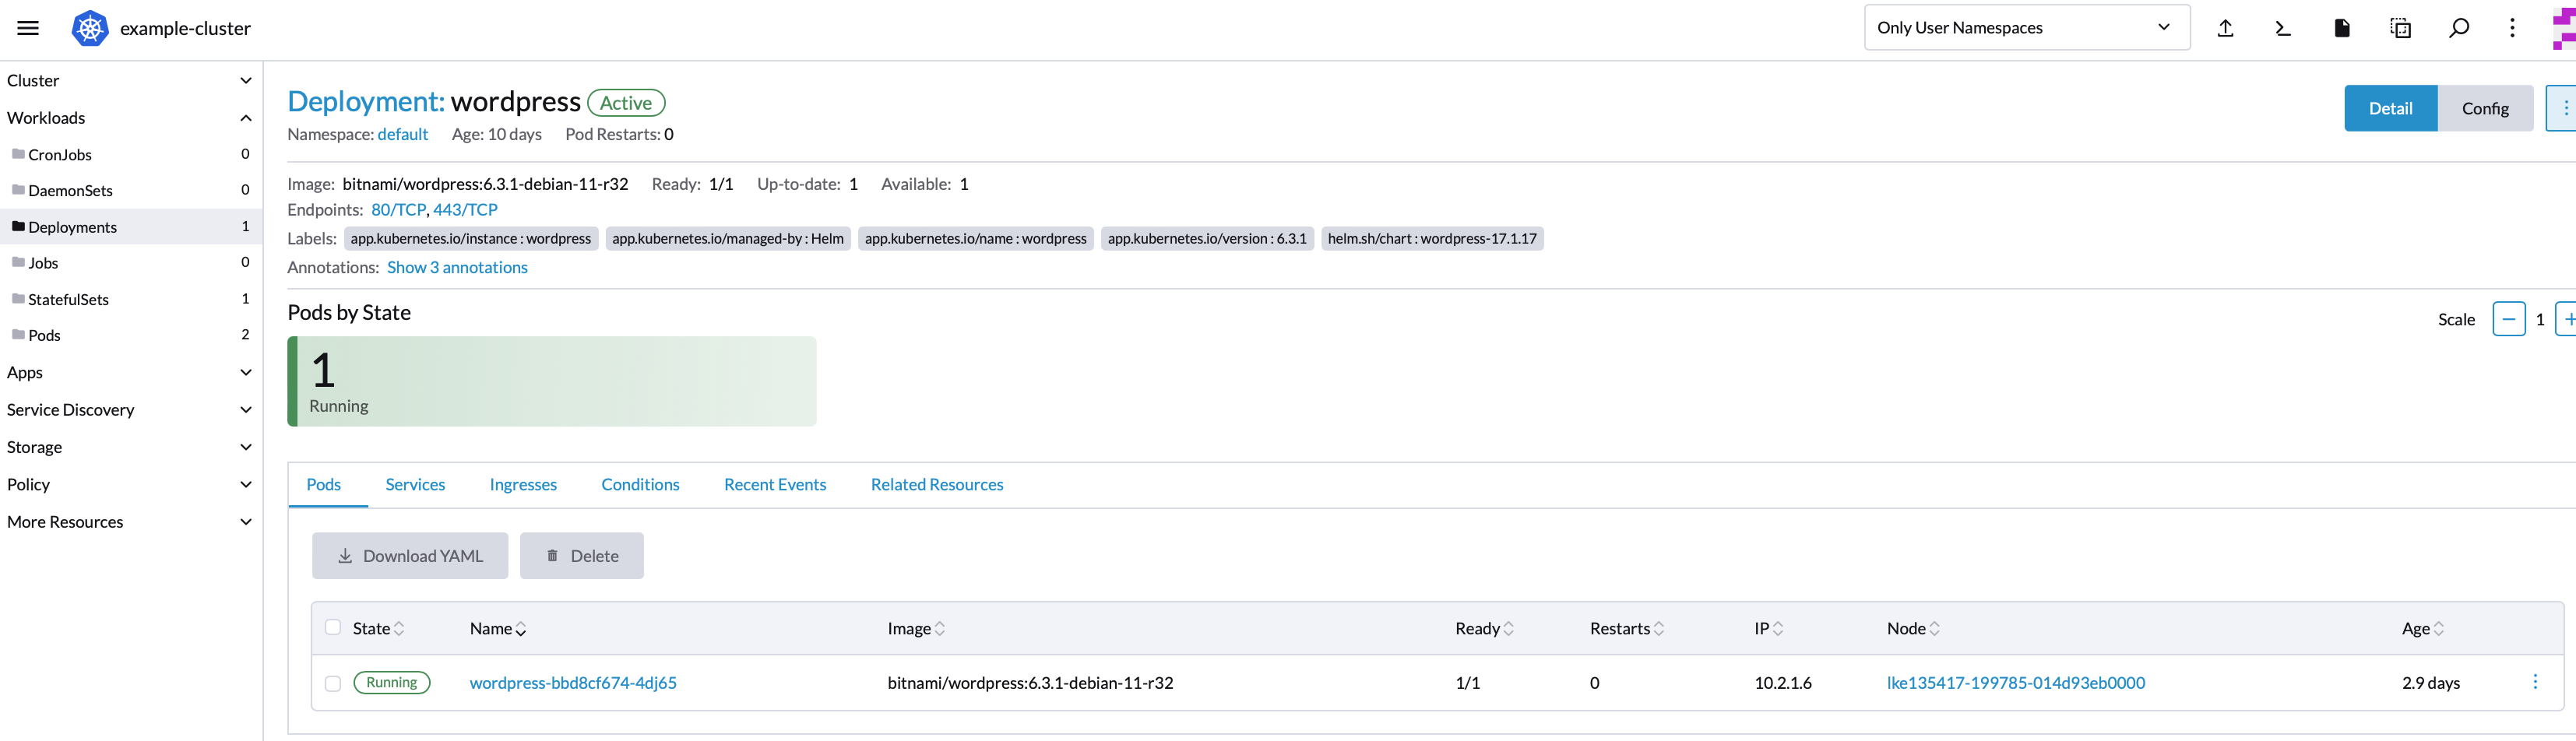 example-cluster
Only User Namespaces
Cluster
Workloads
CronJobs 0
DaemonSets 0
Deployments 1
Jobs 0
StatefulSets 1
Pods 2
Apps
Service Discovery
Storage
Policy
More Resources
Deployment: wordpress Active
Detail Config
Namespace: default Age: 10 days Pod Restarts: 0
Image: bitnami/wordpress:6.3.1-debian-11-r32 Ready: 1/1 Up-to-date: 1 Available: 1
Endpoints: 80/TCP, 443/TCP
Labels: app.kubernetes.io/instance : wordpress app.kubernetes.io/managed-by : Helm app.kubernetes.io/name : wordpress app.kubernetes.io/version : 6.3.1 helm.sh/chart : wordpress-17.1.17
Annotations: Show 3 annotations
Pods by State
Scale 1
1
Running
Pods Services Ingresses Conditions Recent Events Related Resources
Download YAML Delete
State Name Image Ready Restarts IP Node Age
Running wordpress-bbd8cf674-4dj65 bitnami/wordpress:6.3.1-debian-11-r32 1/1 0 10.2.1.6 lke135417-199785-014d93eb0000 2.9 days